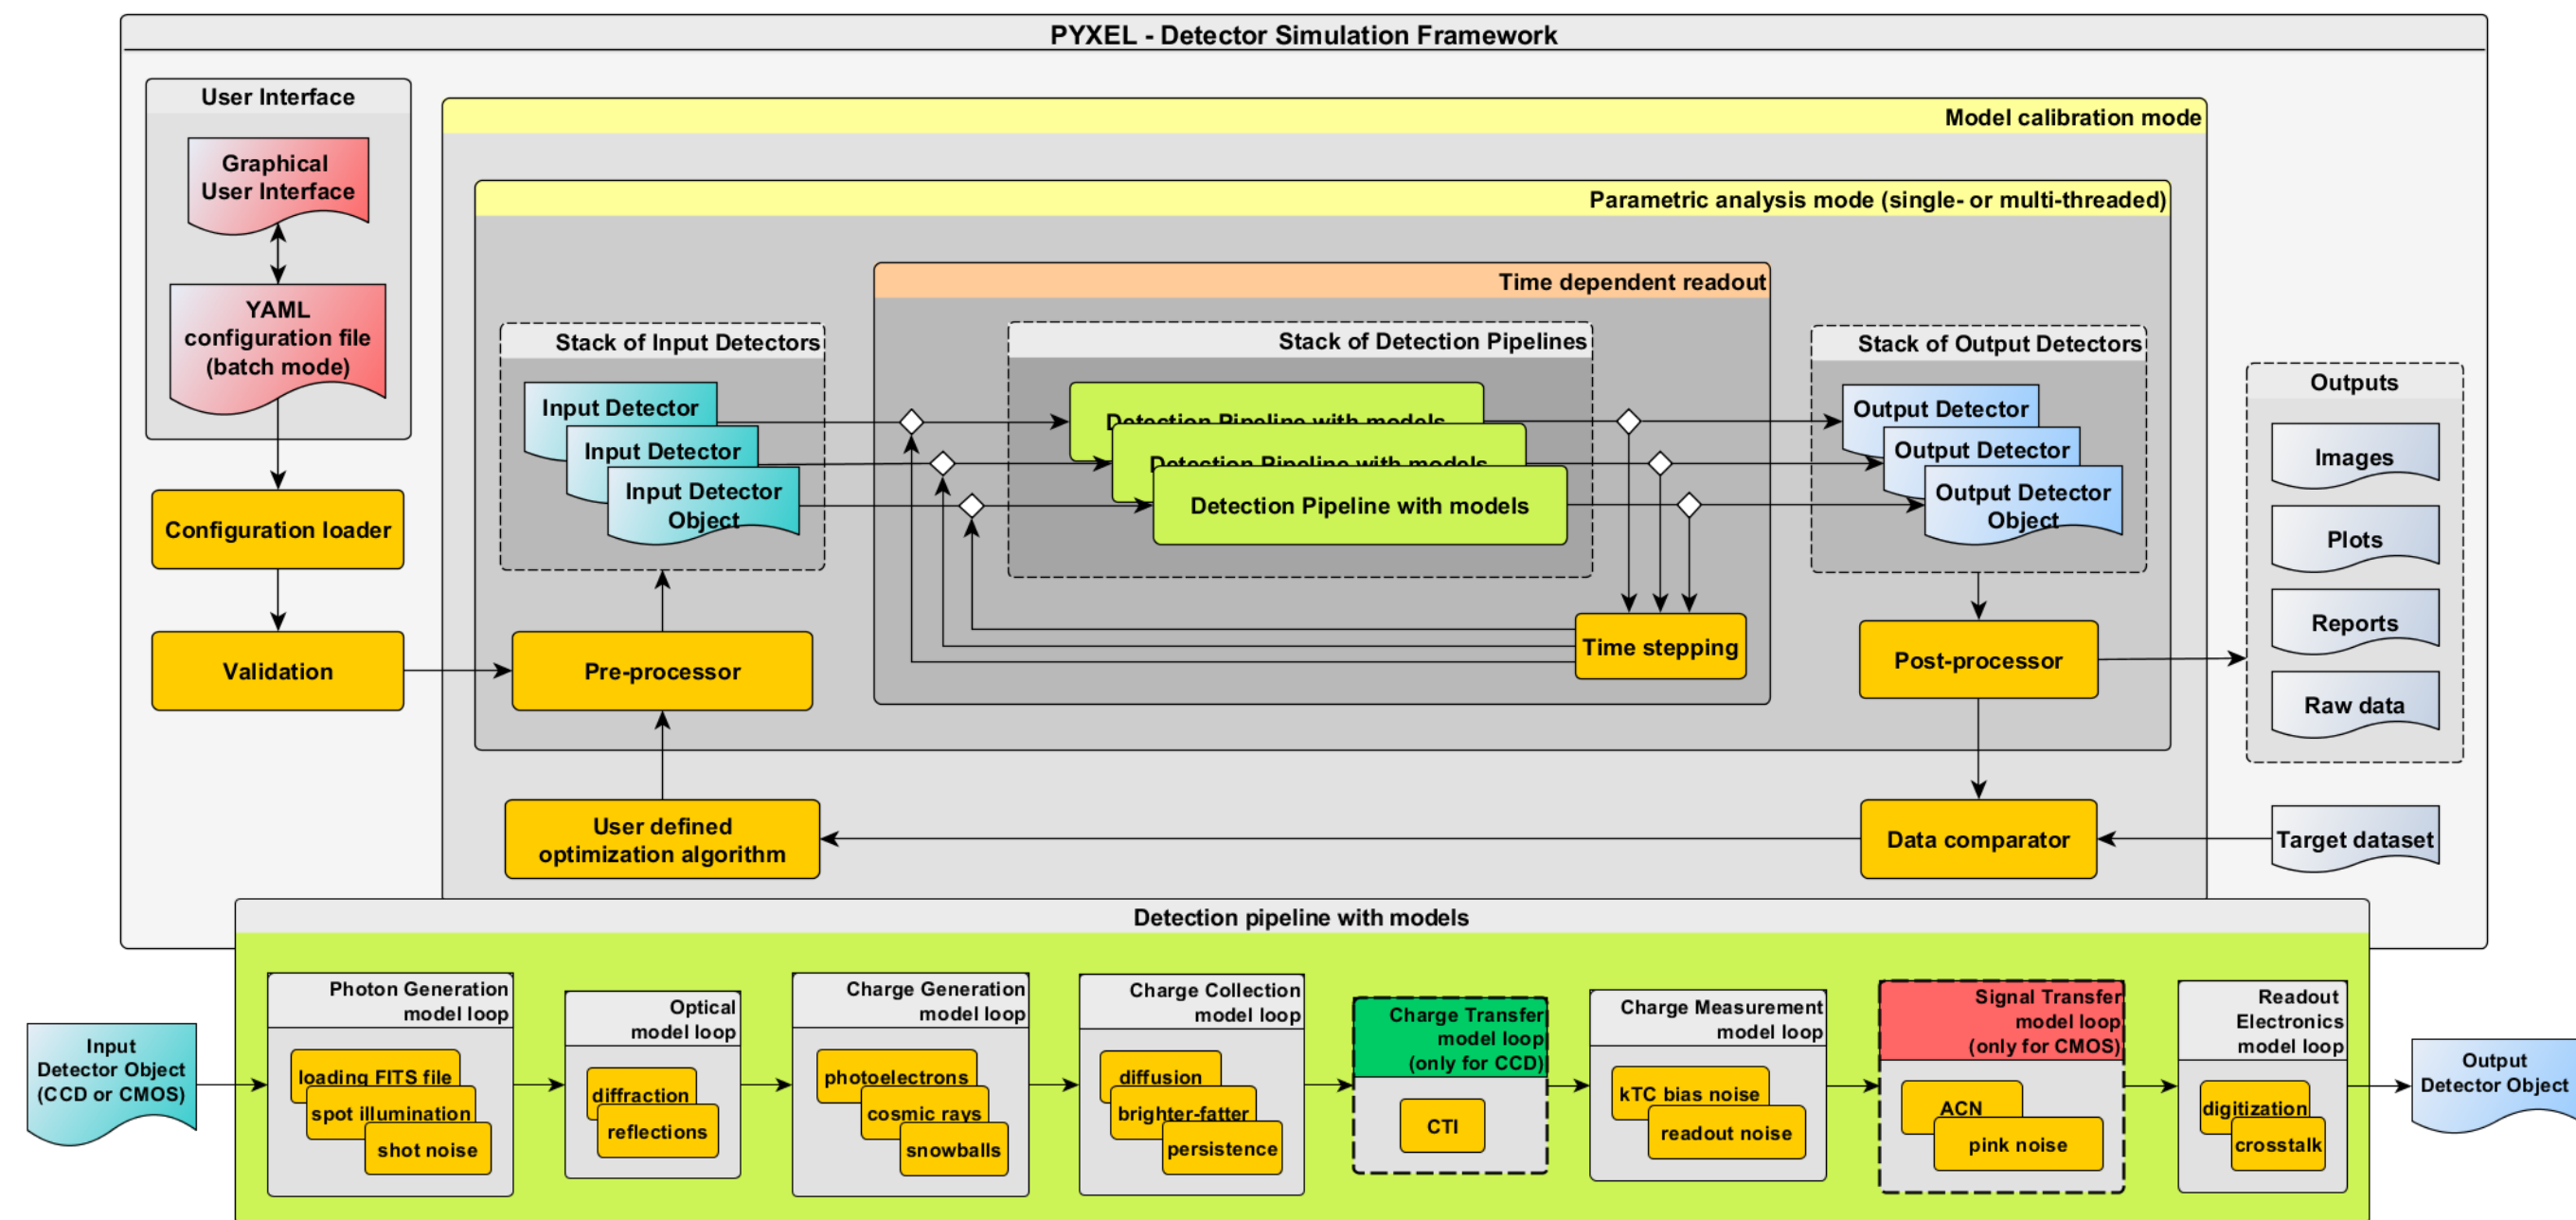 PYXEL - Detector Simulation Framework
User Interface
Graphical
User Interface
YAML
configuration file
(batch mode)
Configuration loader
Validation
Model calibration mode
Parametric analysis mode (single- or multi-threaded)
Time dependent readout
Stack of Input Detectors
Input Detector
Input Detector
Input Detector
Object
Stack of Detection Pipelines
Detection Pipeline with models
Detection Pipeline with models
Detection Pipeline with models
Stack of Output Detectors
Output Detector
Output Detector
Output Detector
Object
Time stepping
Pre-processor
Post-processor
User defined
optimization algorithm
Data comparator
Outputs
Images
Plots
Reports
Raw data
Target dataset
Detection pipeline with models
Input
Detector Object
(CCD or CMOS)
Photon Generation
model loop
loading FITS file
spot illumination
shot noise
Optical
model loop
diffraction
reflections
Charge Generation
model loop
photoelectrons
cosmic rays
snowballs
Charge Collection
model loop
diffusion
brighter-fatter
persistence
Charge Transfer
model loop
(only for CCD)
CTI
Charge Measurement
model loop
kTC bias noise
readout noise
Signal Transfer
model loop
(only for CMOS)
ACN
pink noise
Readout
Electronics
model loop
digitization
crosstalk
Output
Detector Object